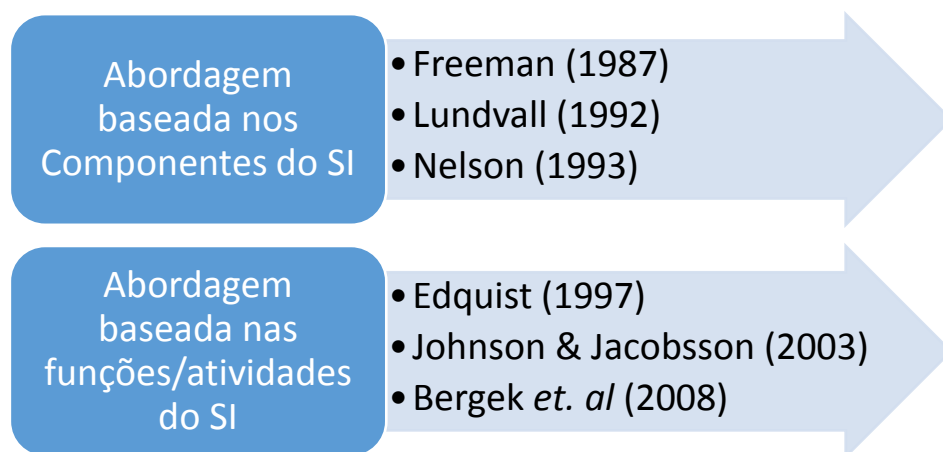 Abordagem
baseada nos
Componentes do SI
•Freeman (1987)
•Lundvall (1992)
•Nelson (1993)
Abordagem
baseada nas
funções/atividades
do SI
•Edquist (1997)
•Johnson & Jacobsson (2003)
•Bergek et. al (2008)